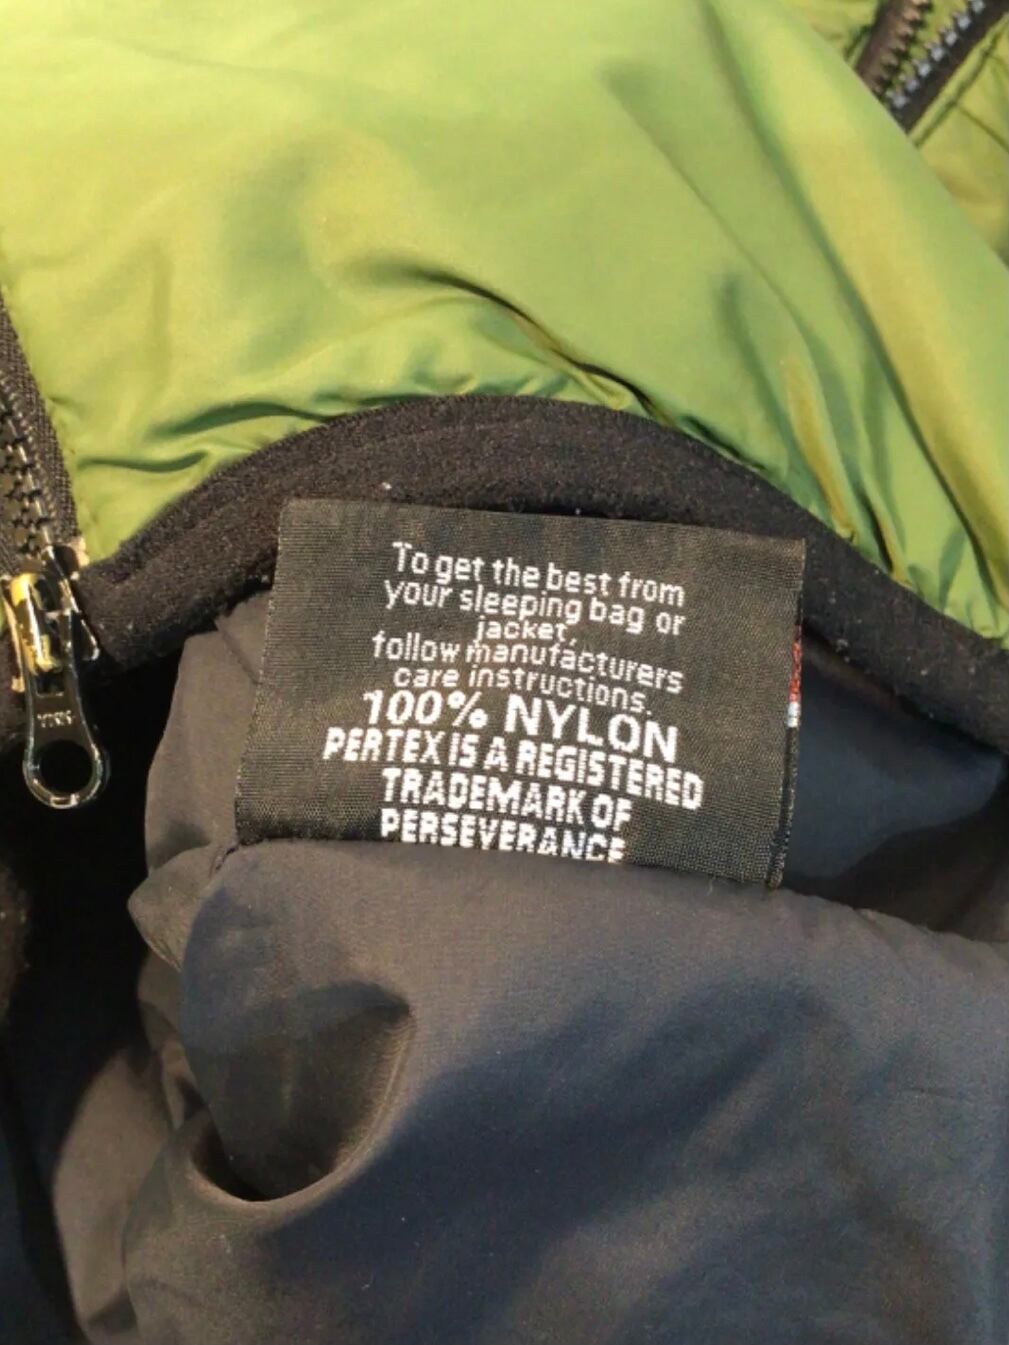 To get the best from
your sleeping bag or
jacket,
follow manufacturers
care instructions.
100% NYLON
PERTEX IS A REGISTERED
TRADEMARK OF
PERSEVERANCE
YKK